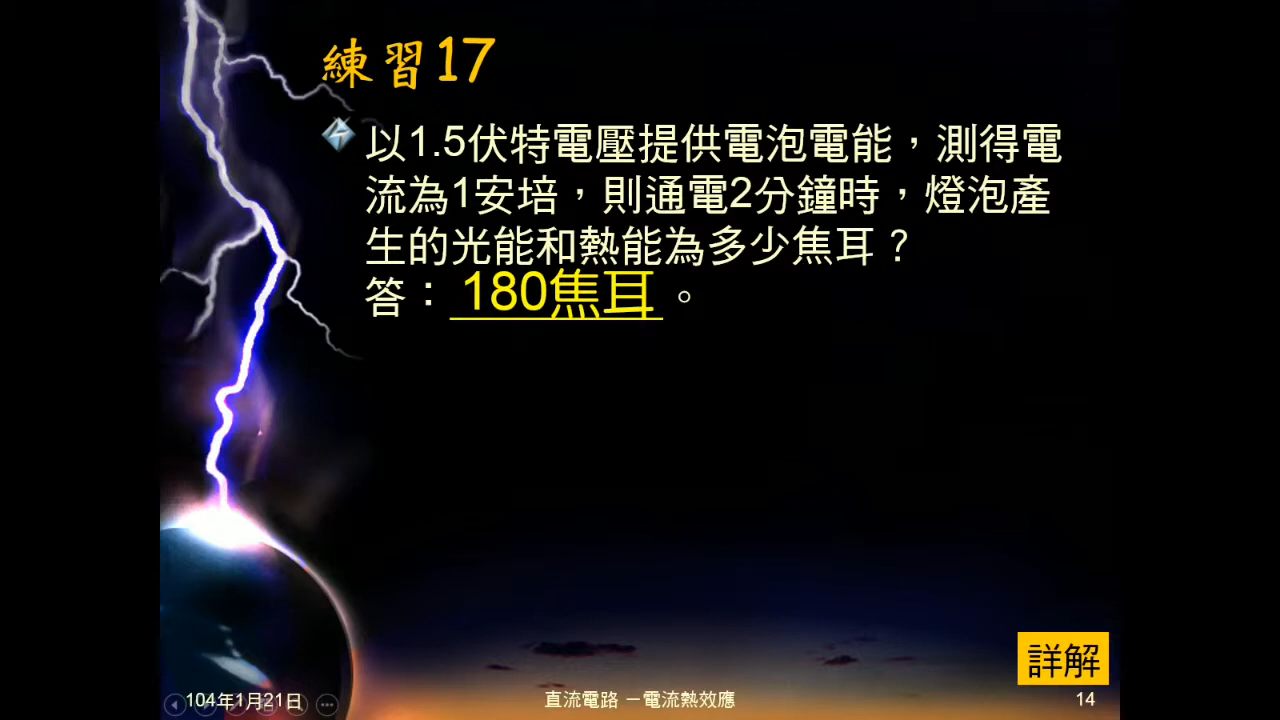 練習17
以1.5伏特電壓提供電泡電能，測得電
流為1安培，則通電2分鐘時，燈泡產
生的光能和熱能為多少焦耳？
答：180焦耳。
詳解
104年1月21日
直流電路 －電流熱效應
14